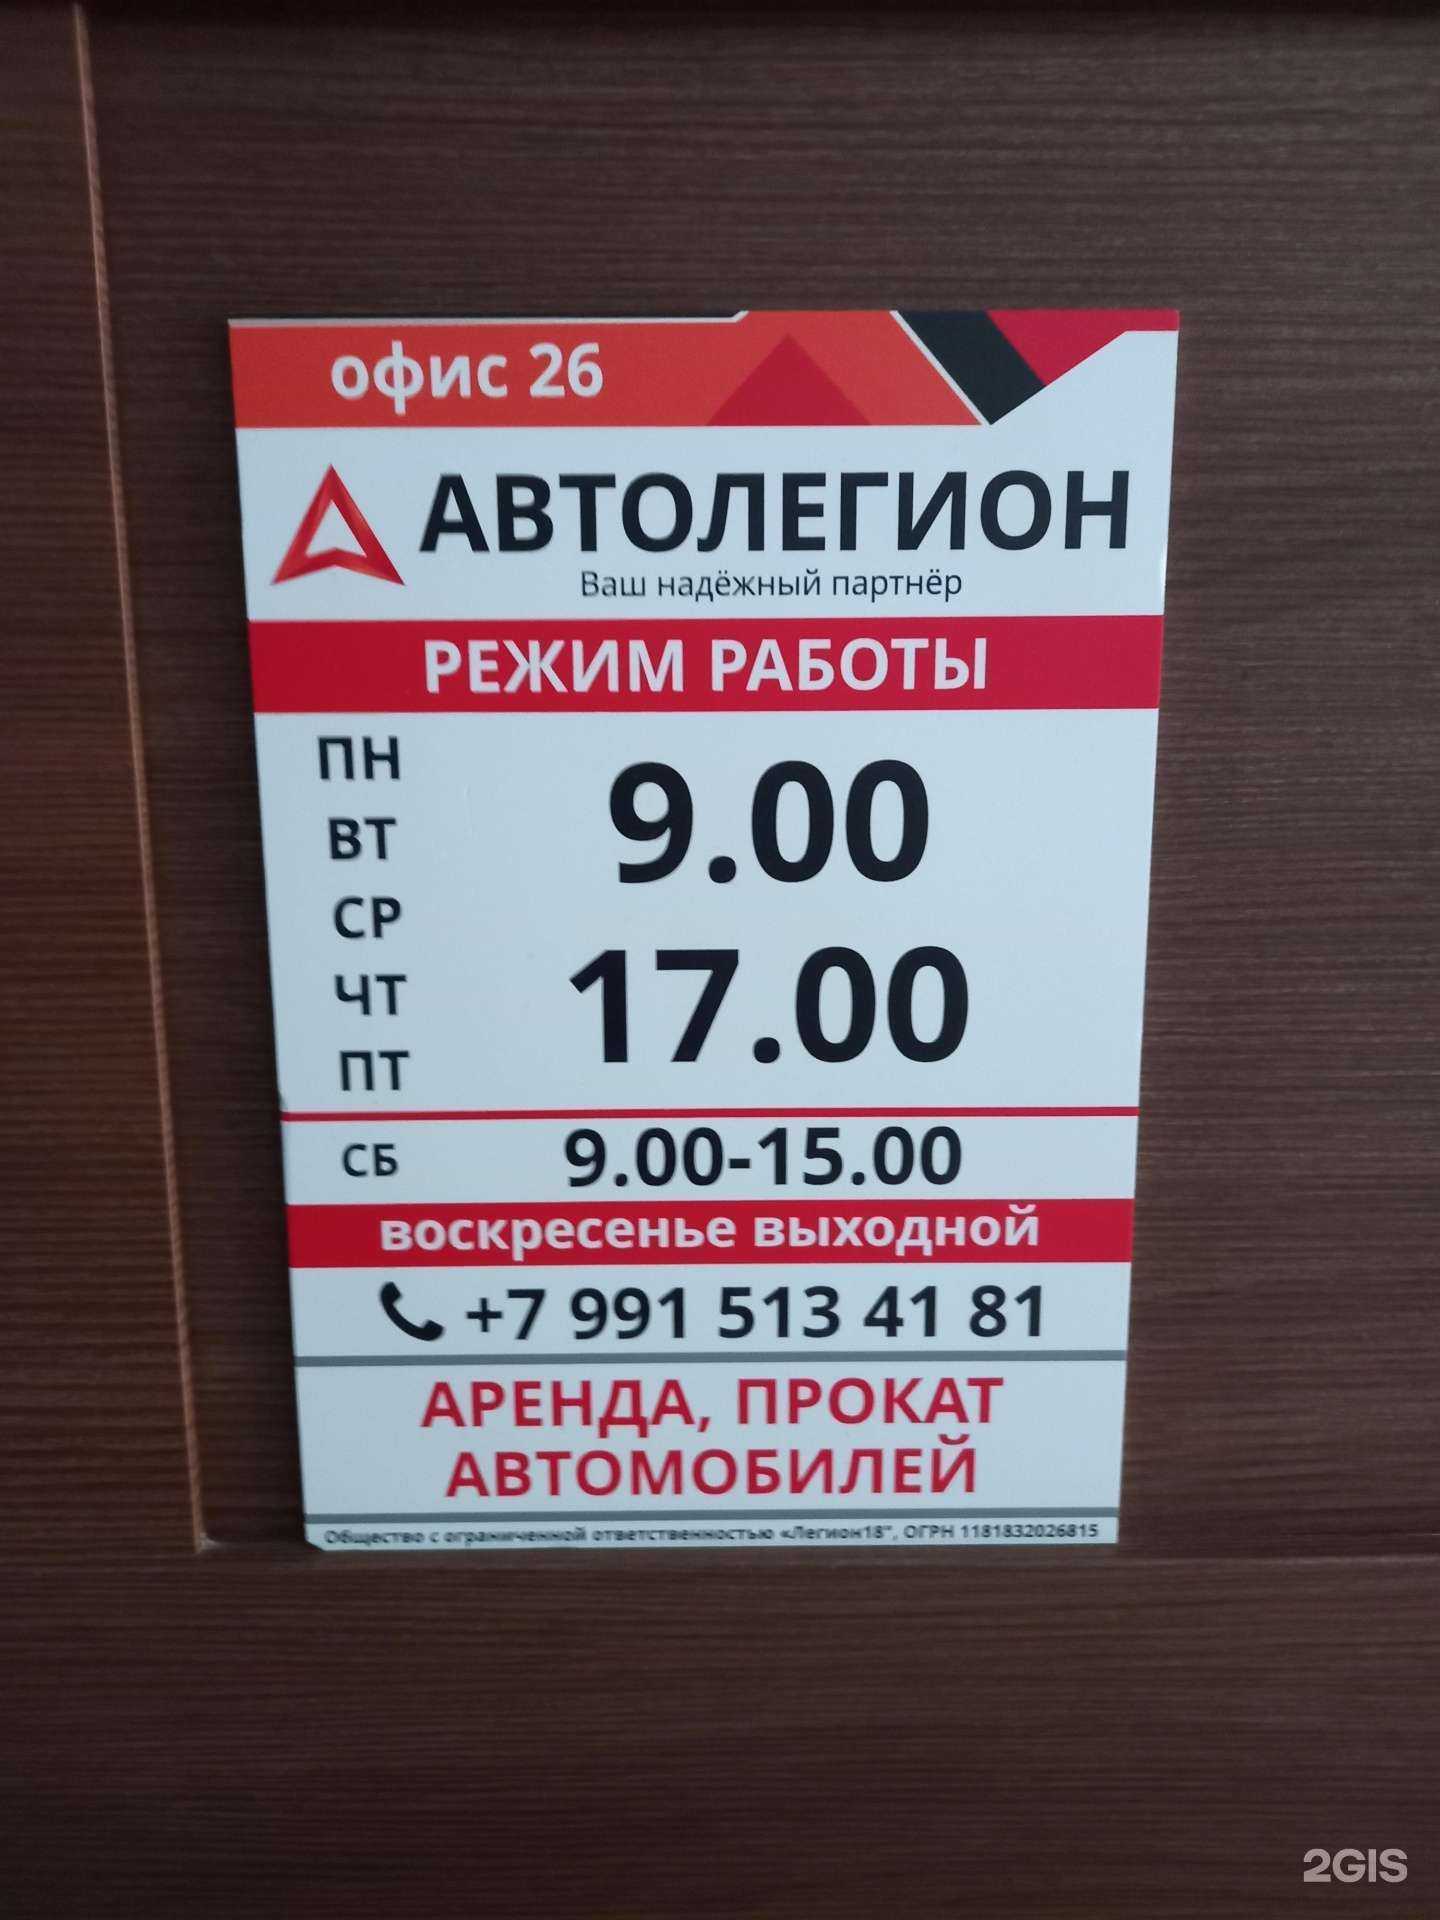 офис 26
АВТОЛЕГИОН
Ваш надёжный партнёр
РЕЖИМ РАБОТЫ
ПН
ВТ
СР
ЧТ
ПТ
9.00
17.00
СБ 9.00-15.00
воскресенье выходной
+7 991 513 41 81
АРЕНДА, ПРОКАТ
АВТОМОБИЛЕЙ
Общество с ограниченной ответственностью «Легион18", ОГРН 1181832026815
2GIS